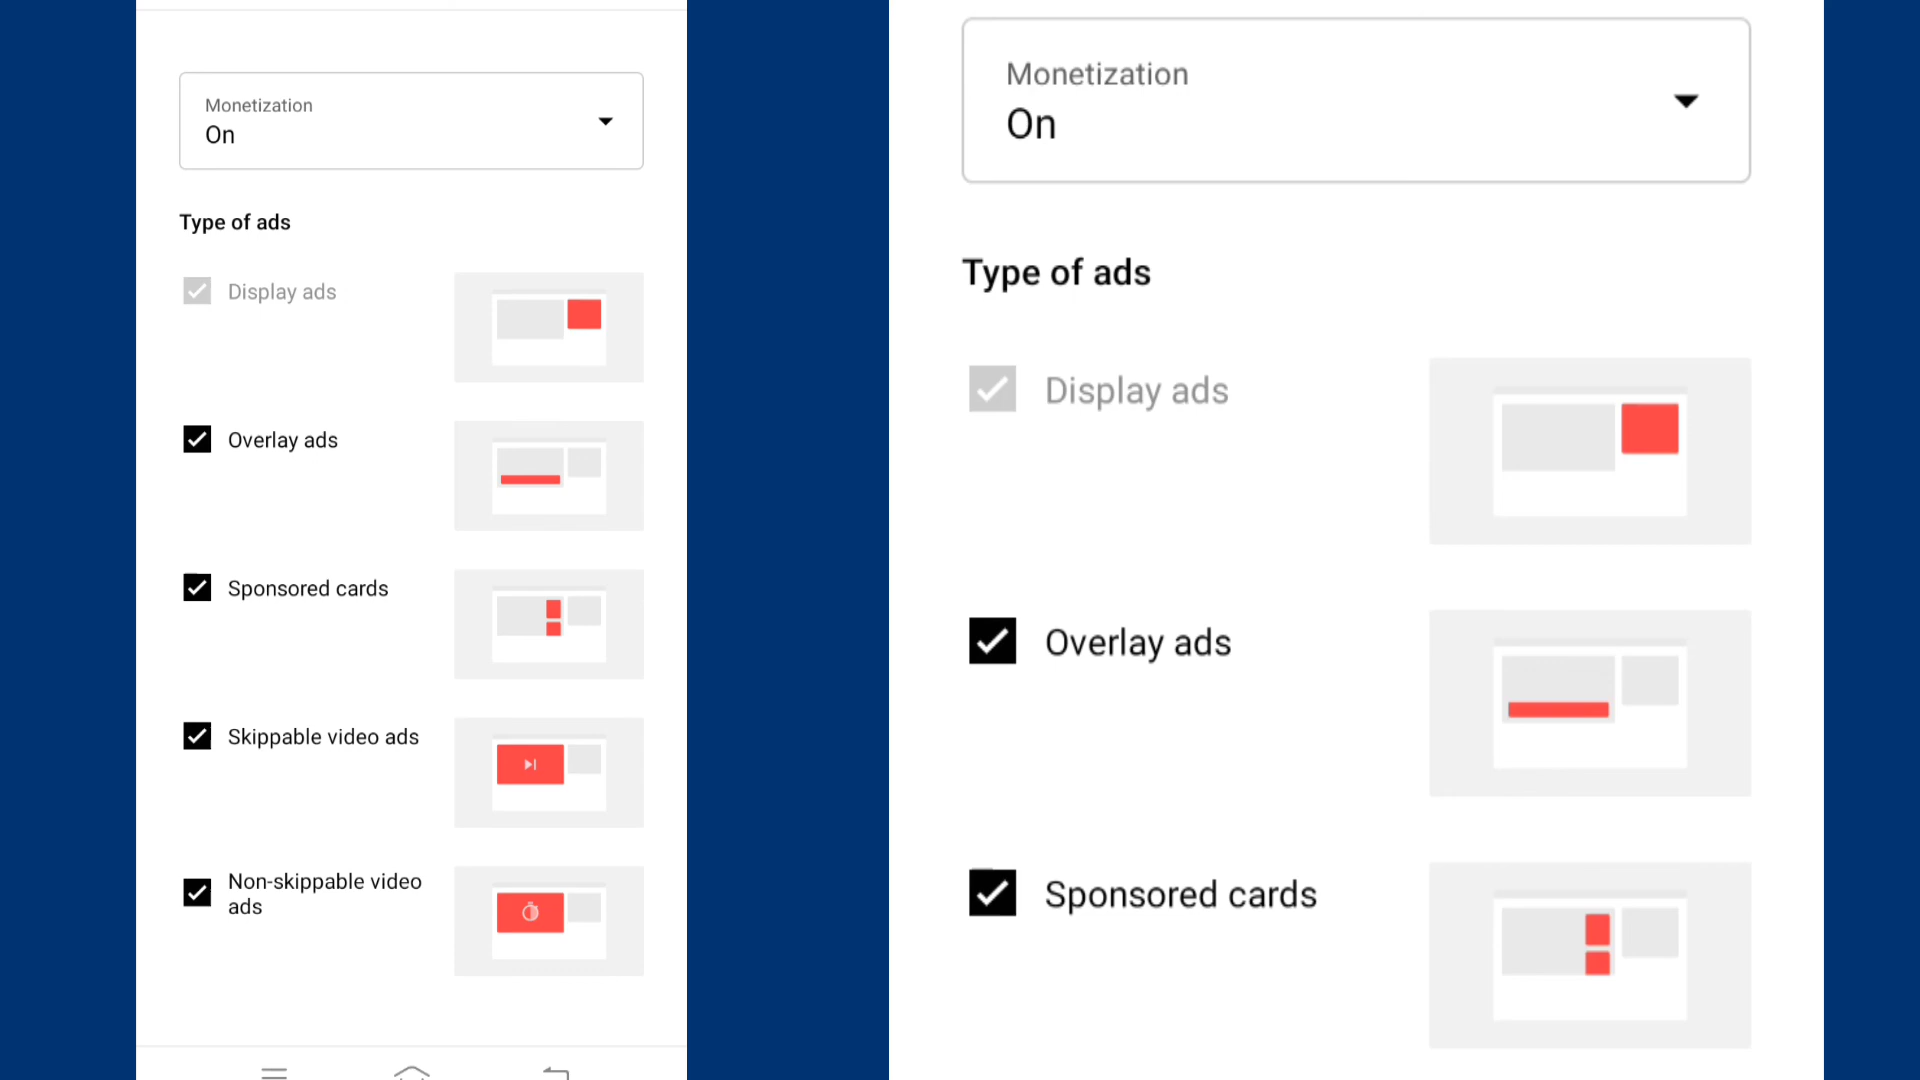 Monetization
On
Type of ads
Display ads
Overlay ads
Sponsored cards
Skippable video ads
Non-skippable video
ads
Monetization
On
Type of ads
Display ads
Overlay ads
Sponsored cards